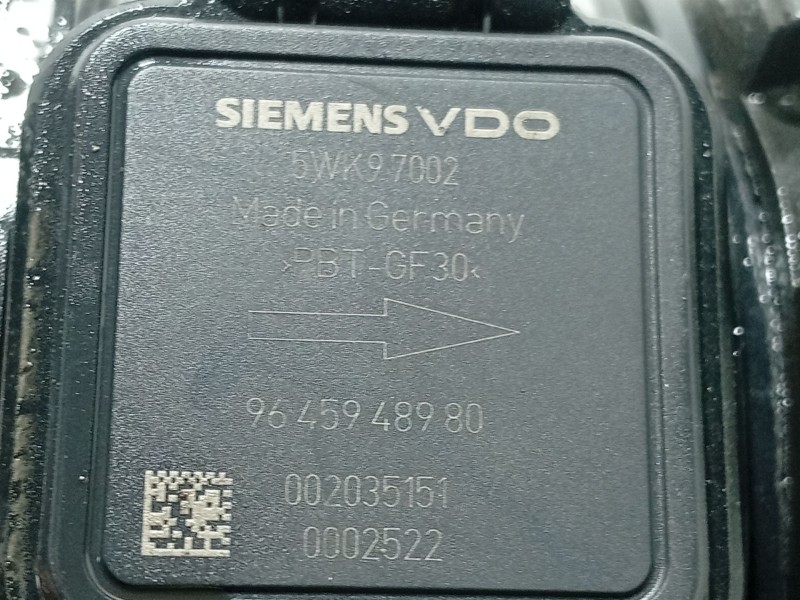 SIEMENS VDO
5WK9 7002
Made in Germany
>PBT-GF30<
96 459 489 80
002035151
0002522